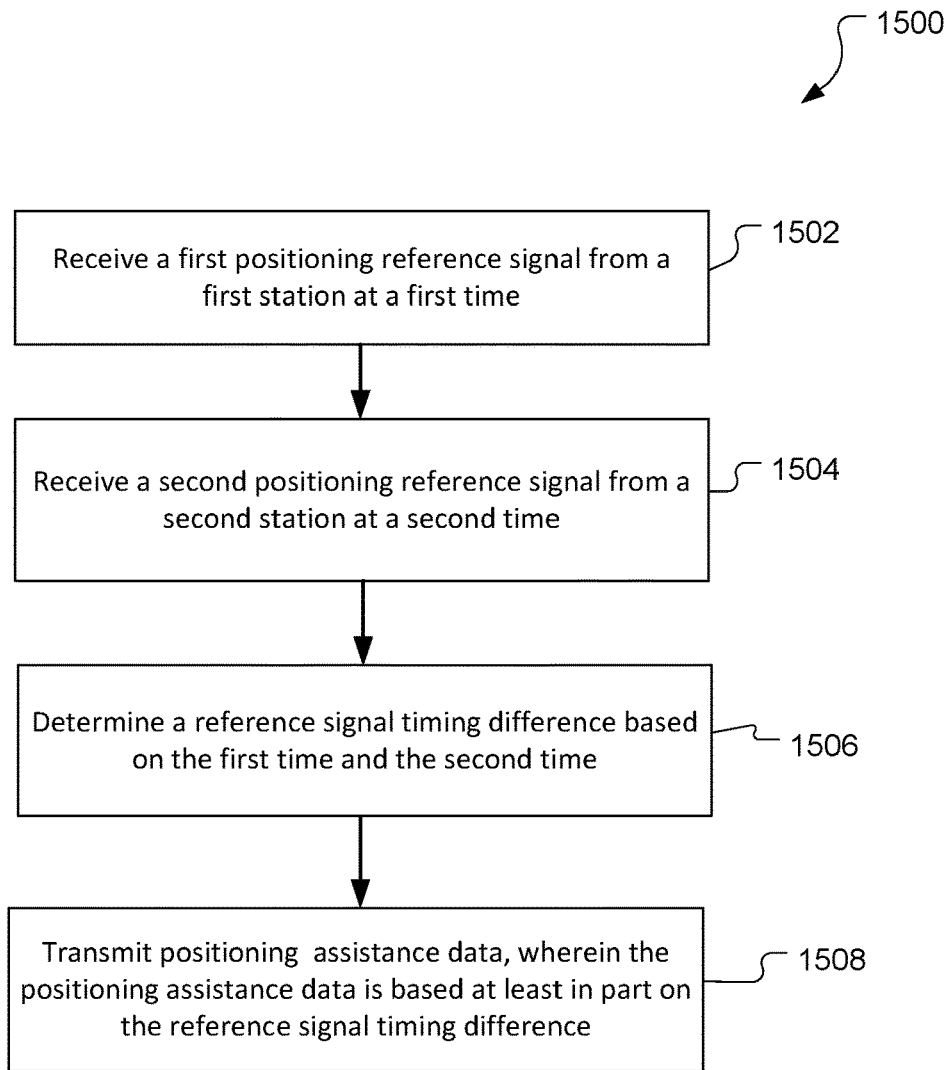 1500
Receive a first positioning reference signal from a
first station at a first time
1502
Receive a second positioning reference signal from a
second station at a second time
1504
Determine a reference signal timing difference based
on the first time and the second time
1506
Transmit positioning assistance data, wherein the
positioning assistance data is based at least in part on
the reference signal timing difference
1508